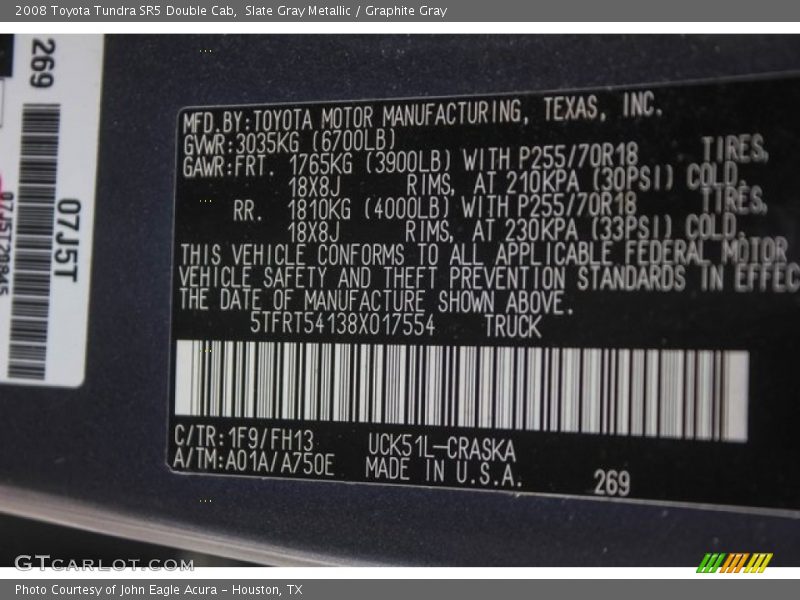 2008 Toyota Tundra SR5 Double Cab, Slate Gray Metallic / Graphite Gray
269
07J5T
MFD.BY:TOYOTA MOTOR MANUFACTURING, TEXAS, INC.
GVWR:3035KG (6700LB)
GAWR:FRT. 1765KG (3900LB) WITH P255/70R18 TIRES,
18X8J RIMS, AT 210KPA (30PSI) COLD.
RR. 1810KG (4000LB) WITH P255/70R18 TIRES,
18X8J RIMS, AT 230KPA (33PSI) COLD.
THIS VEHICLE CONFORMS TO ALL APPLICABLE FEDERAL MOTOR
VEHICLE SAFETY AND THEFT PREVENTION STANDARDS IN EFFEC
THE DATE OF MANUFACTURE SHOWN ABOVE.
5TFRT54138X017554 TRUCK
C/TR:1F9/FH13 UCK51L-CRASKA
A/TM:A01A/A750E MADE IN U.S.A.
269
GTCARLOT.COM
Photo Courtesy of John Eagle Acura - Houston, TX